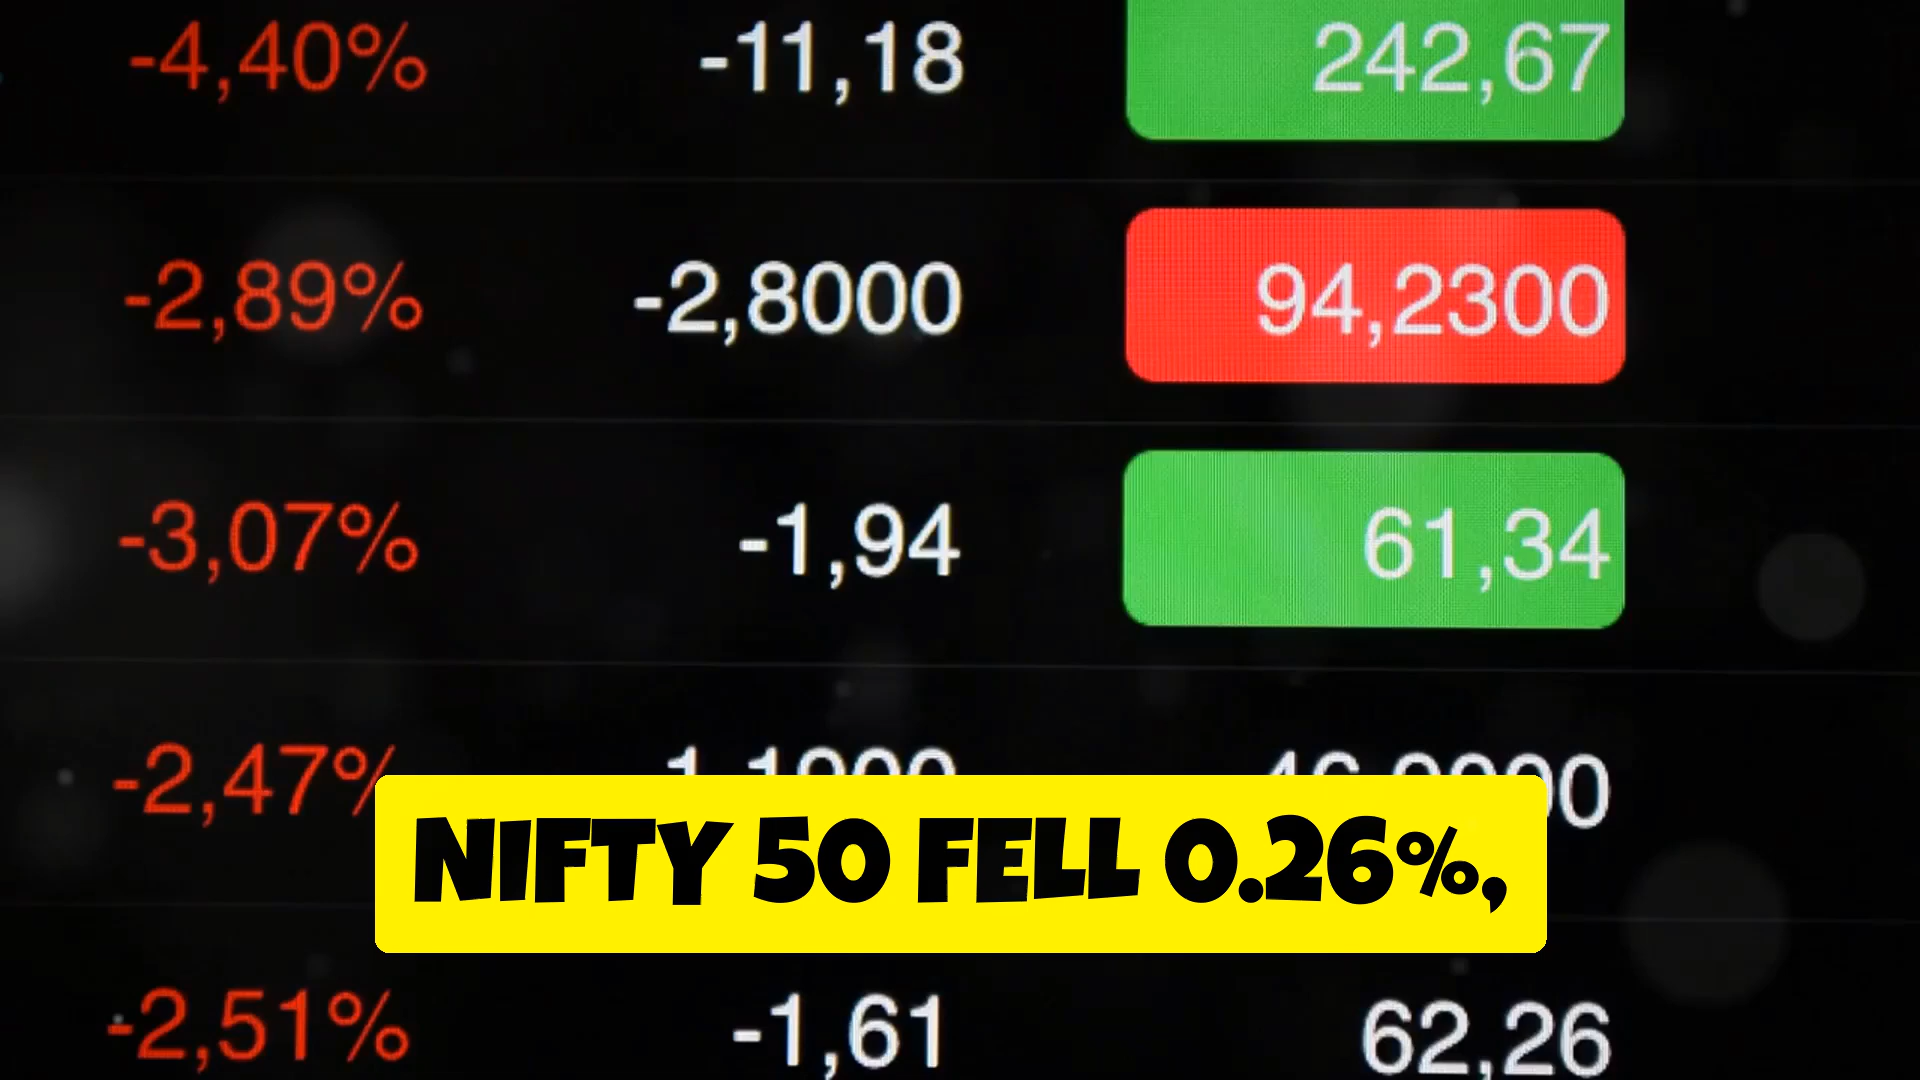 -4,40% -11,18 242,67
-2,89% -2,8000 94,2300
-3,07% -1,94 61,34
-2,47%
NIFTY 50 FELL 0.26%,
-2,51% -1,61 62,26